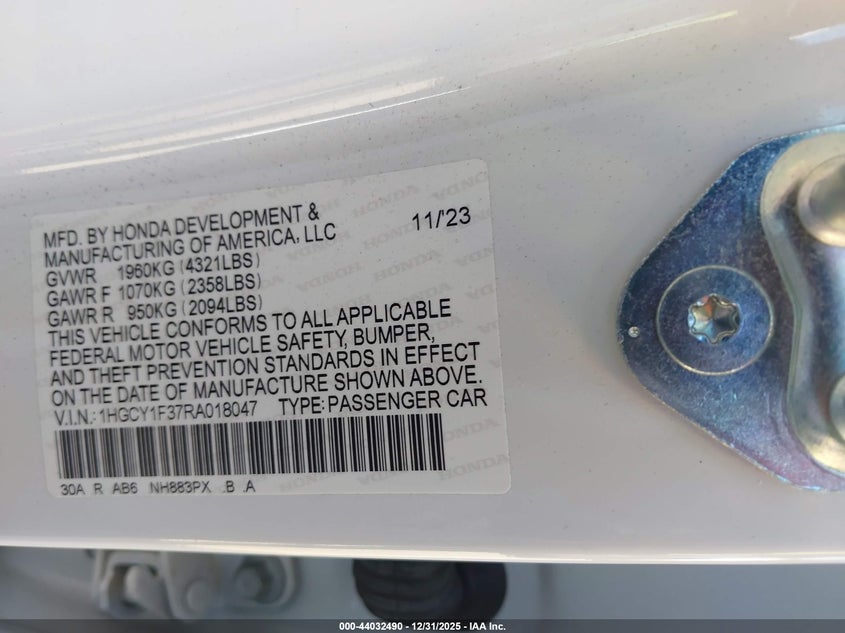 MFD. BY HONDA DEVELOPMENT & 11/'23
MANUFACTURING OF AMERICA, LLC
GVWR 1960KG (4321LBS)
GAWR F 1070KG (2358LBS)
GAWR R 950KG (2094LBS)
THIS VEHICLE CONFORMS TO ALL APPLICABLE
FEDERAL MOTOR VEHICLE SAFETY, BUMPER,
AND THEFT PREVENTION STANDARDS IN EFFECT
ON THE DATE OF MANUFACTURE SHOWN ABOVE.
V.I.N.: 1HGCY1F37RA018047 TYPE: PASSENGER CAR
30A R AB6 NH883PX .B .A
000-44032490 - 12/31/2025 - IAA Inc.